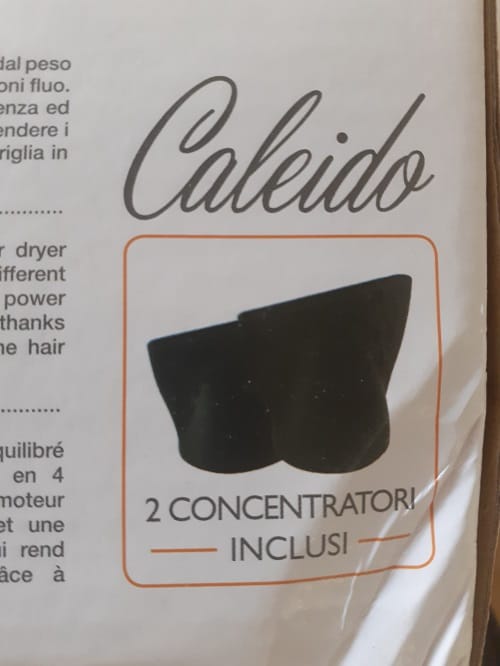 dal peso
oni fluo.
enza ed
endere i
riglia in
r dryer
ifferent
power
thanks
ne hair
quilibré
en 4
moteur
et une
ui rend
âce à
Caleido
2 CONCENTRATORI
INCLUSI